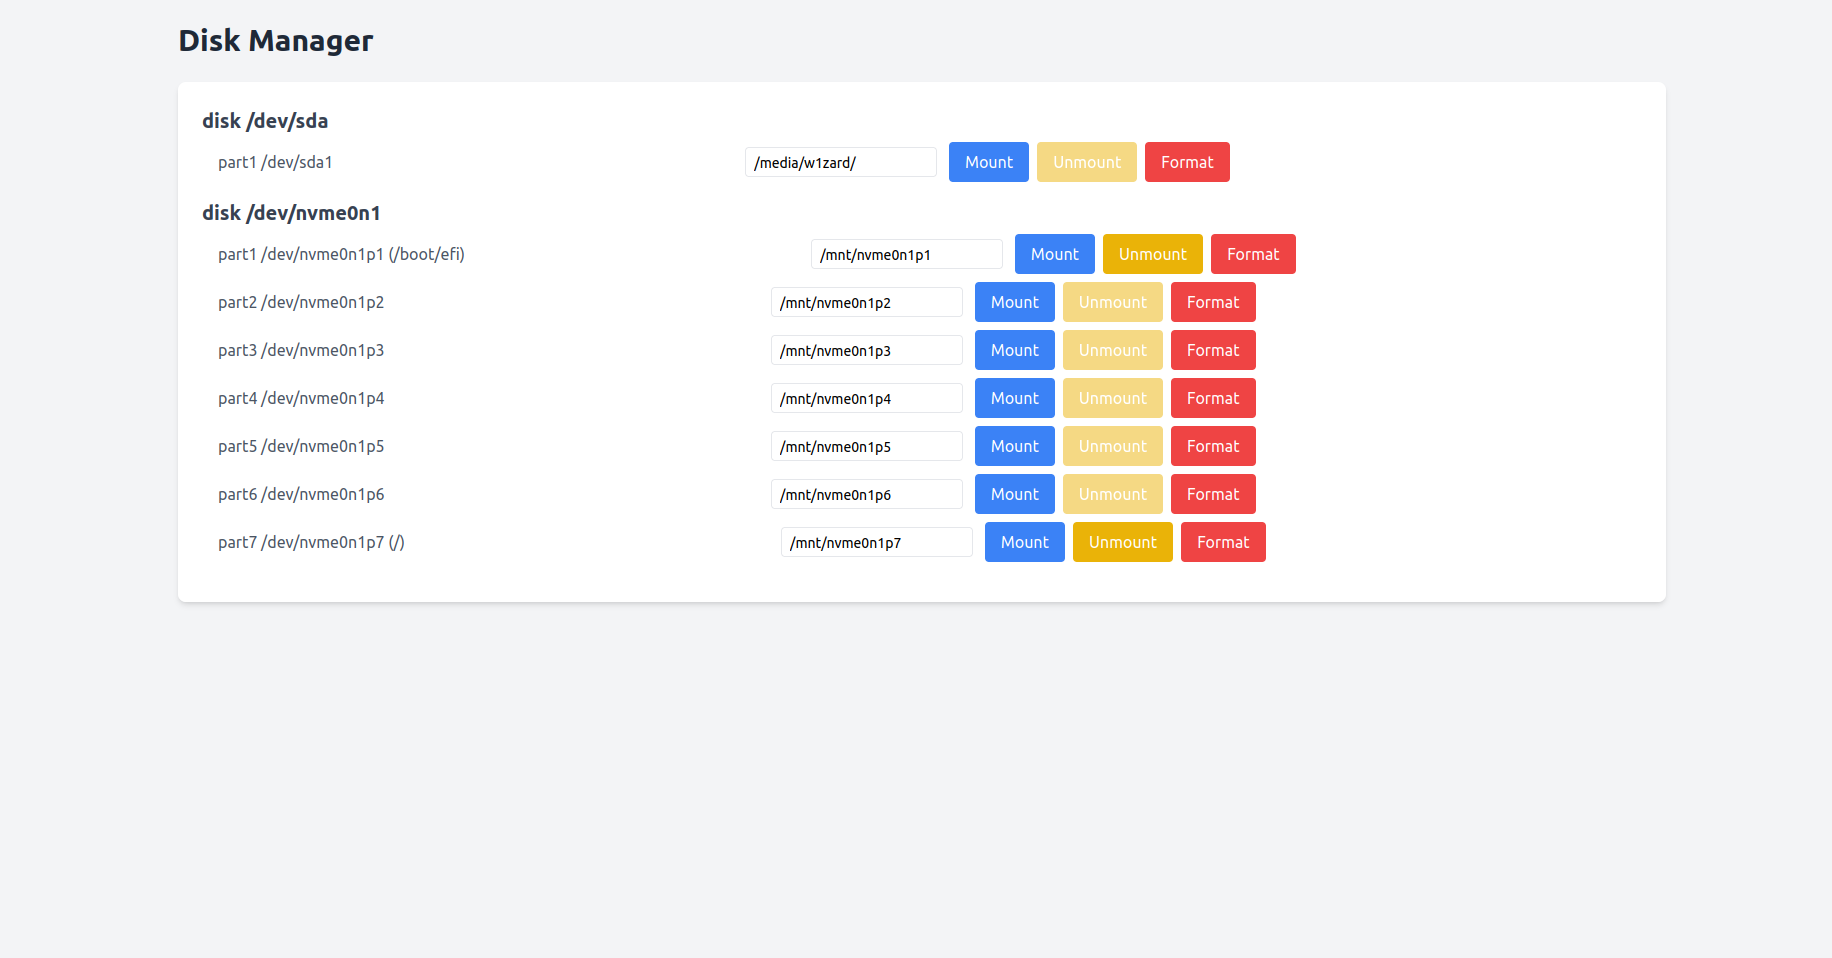 Disk Manager
disk /dev/sda
part1 /dev/sda1 /media/w1zard/ Mount Unmount Format
disk /dev/nvme0n1
part1 /dev/nvme0n1p1 (/boot/efi) /mnt/nvme0n1p1 Mount Unmount Format
part2 /dev/nvme0n1p2 /mnt/nvme0n1p2 Mount Unmount Format
part3 /dev/nvme0n1p3 /mnt/nvme0n1p3 Mount Unmount Format
part4 /dev/nvme0n1p4 /mnt/nvme0n1p4 Mount Unmount Format
part5 /dev/nvme0n1p5 /mnt/nvme0n1p5 Mount Unmount Format
part6 /dev/nvme0n1p6 /mnt/nvme0n1p6 Mount Unmount Format
part7 /dev/nvme0n1p7 (/) /mnt/nvme0n1p7 Mount Unmount Format